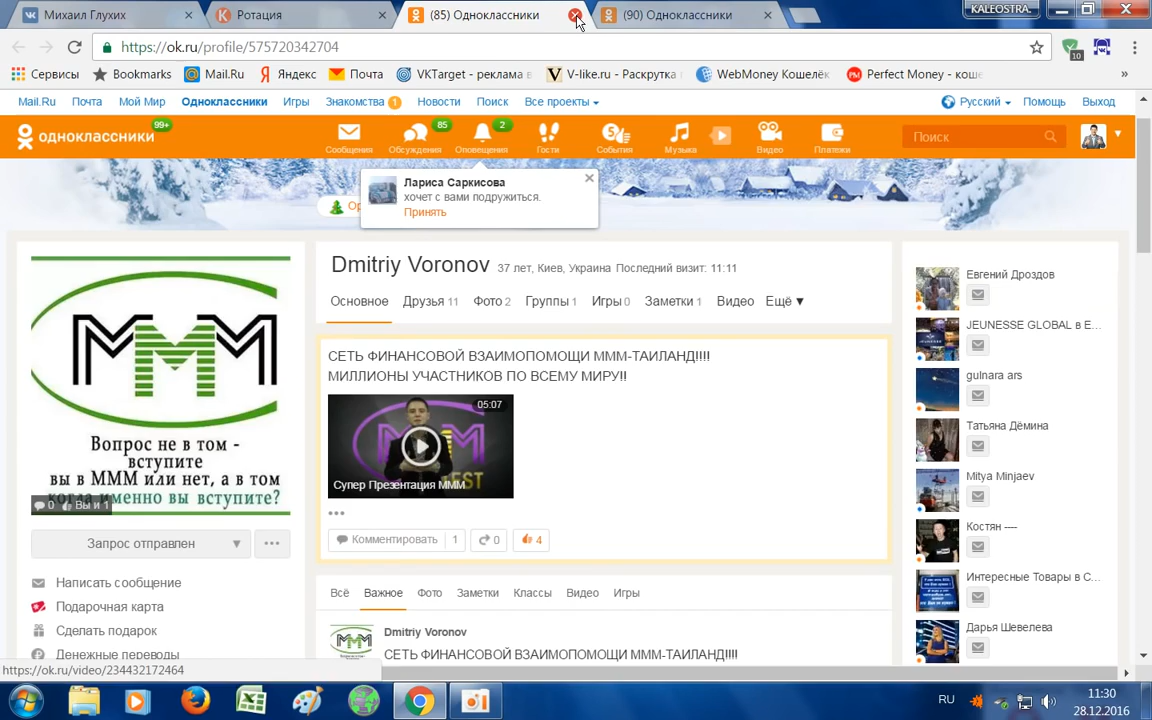 Михаил Глухих
Ротация
(85) Одноклассники
(90) Одноклассники
KALEOSTRA.
https://ok.ru/profile/575720342704
10
Сервисы
Bookmarks
Mail.Ru
Яндекс
Почта
VKTarget - реклама в
V-like.ru - Раскрутка
WebMoney Кошелёк
Perfect Money - коше
»
Mail.Ru
Почта
Мой Мир
Одноклассники
Игры
Знакомства 1
Новости
Поиск
Все проекты
Русский
Помощь
Выход
одноклассники
99+
Сообщения
85
Обсуждения
2
Оповещения
Гости
5
События
Музыка
Видео
Платежи
Поиск
Ор
Лариса Саркисова
хочет с вами подружиться.
Принять
МММ
Вопрос не в том -
вступите
вы в МММ или нет, а в том
когда именно вы вступите?
0 Вы и 1
Запрос отправлен
Написать сообщение
Подарочная карта
Сделать подарок
Денежные переводы
Dmitriy Voronov 37 лет, Киев, Украина Последний визит: 11:11
Основное
Друзья 11
Фото 2
Группы 1
Игры 0
Заметки 1
Видео
Ещё ▼
СЕТЬ ФИНАНСОВОЙ ВЗАИМОПОМОЩИ МММ-ТАИЛАНД!!!!
МИЛЛИОНЫ УЧАСТНИКОВ ПО ВСЕМУ МИРУ!!
05:07
Супер Презентация МММ
Комментировать 1
0
4
Всё
Важное
Фото
Заметки
Классы
Видео
Игры
Dmitriy Voronov
СЕТЬ ФИНАНСОВОЙ ВЗАИМОПОМОЩИ МММ-ТАИЛАНД!!!!
Евгений Дроздов
JEUNESSE GLOBAL в Е...
gulnara ars
Татьяна Дёмина
Mitya Minjaev
Костян ----
Интересные Товары в С...
Дарья Шевелева
https://ok.ru/video/234432172464
RU
11:30
28.12.2016